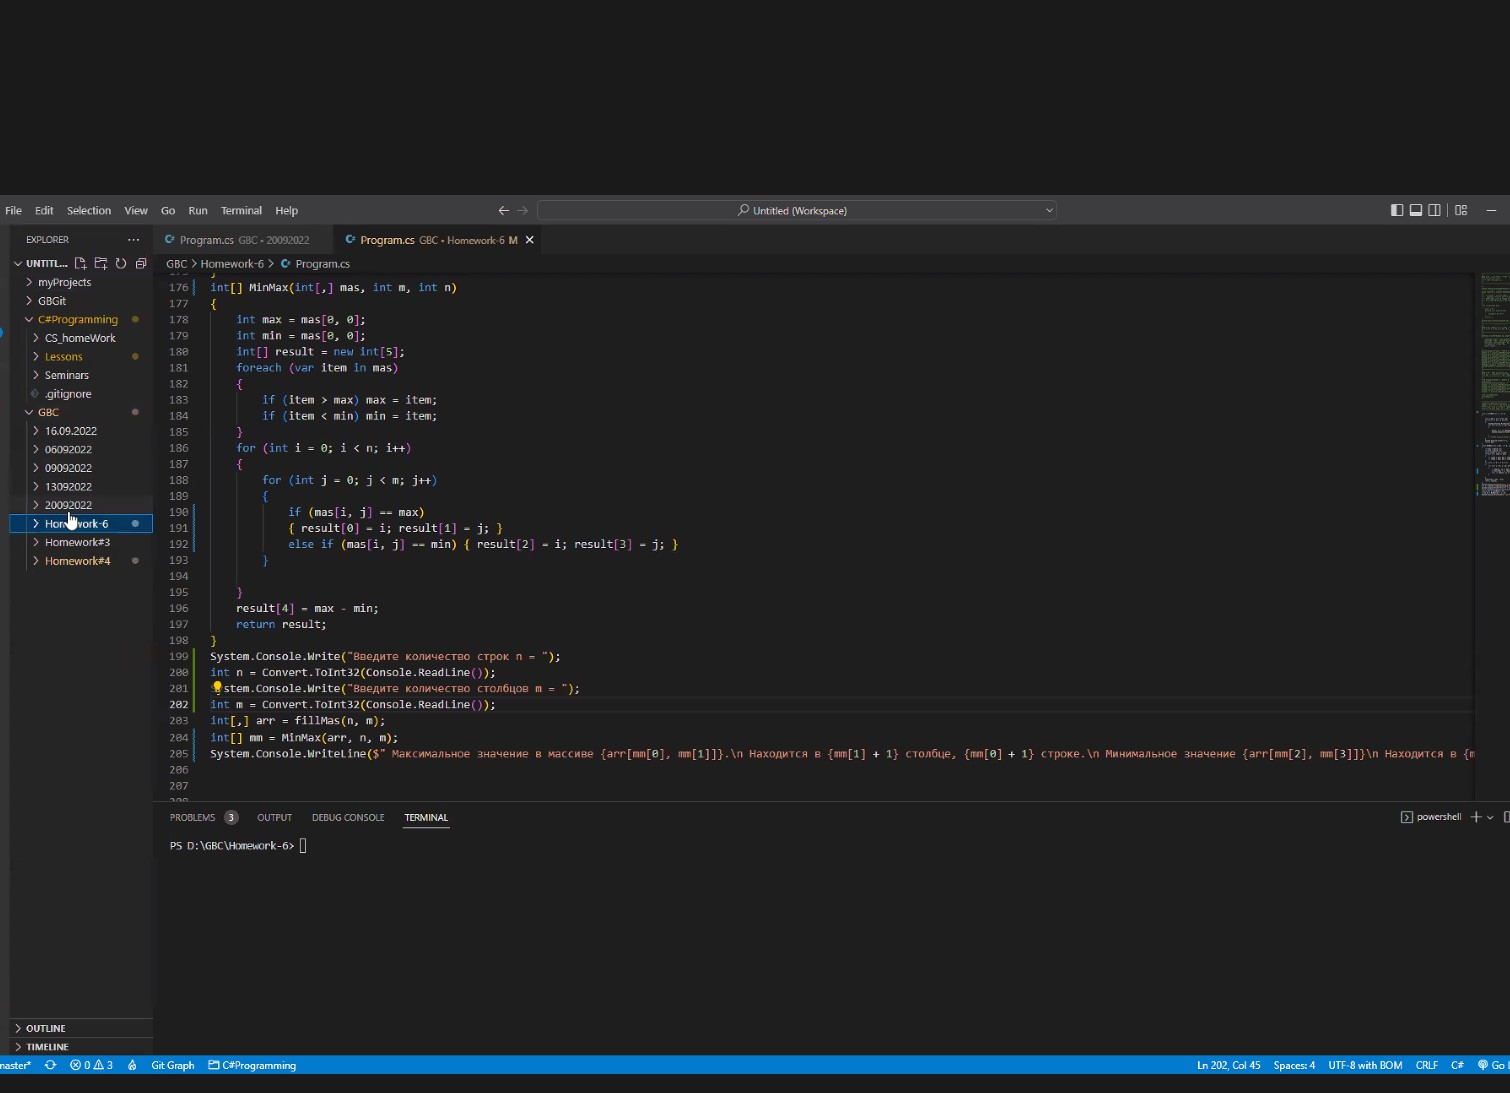 File Edit Selection View Go Run Terminal Help
Untitled (Workspace)
EXPLORER
Program.cs GBC • 20092022
Program.cs GBC • Homework-6 M
UNTITL...
GBC > Homework-6 > Program.cs
myProjects
GBGit
C#Programming
CS_homeWork
Lessons
Seminars
.gitignore
GBC
16.09.2022
06092022
09092022
13092022
20092022
Homework-6
Homework#3
Homework#4
176 int[] MinMax(int[,] mas, int m, int n)
177 {
178 int max = mas[0, 0];
179 int min = mas[0, 0];
180 int[] result = new int[5];
181 foreach (var item in mas)
182 {
183 if (item > max) max = item;
184 if (item < min) min = item;
185 }
186 for (int i = 0; i < n; i++)
187 {
188 for (int j = 0; j < m; j++)
189 {
190 if (mas[i, j] == max)
191 { result[0] = i; result[1] = j; }
192 else if (mas[i, j] == min) { result[2] = i; result[3] = j; }
193 }
194
195 }
196 result[4] = max - min;
197 return result;
198 }
199 System.Console.Write("Введите количество строк n = ");
200 int n = Convert.ToInt32(Console.ReadLine());
201 stem.Console.Write("Введите количество столбцов m = ");
202 int m = Convert.ToInt32(Console.ReadLine());
203 int[,] arr = fillMas(n, m);
204 int[] mm = MinMax(arr, n, m);
205 System.Console.WriteLine($" Максимальное значение в массиве {arr[mm[0], mm[1]]}.\n Находится в {mm[1] + 1} столбце, {mm[0] + 1} строке.\n Минимальное значение {arr[mm[2], mm[3]]}\n Находится в {m
206
207
PROBLEMS 3 OUTPUT DEBUG CONSOLE TERMINAL
powershell
PS D:\GBC\Homework-6>
OUTLINE
TIMELINE
master* 0 3 Git Graph C#Programming
Ln 202, Col 45 Spaces: 4 UTF-8 with BOM CRLF C# Go